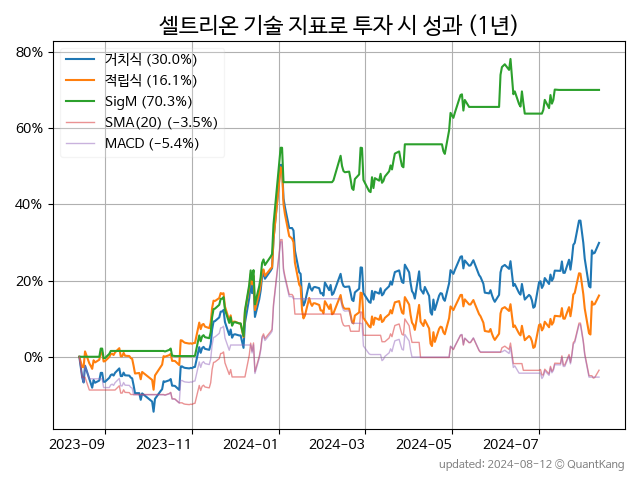 셀트리온 기술 지표로 투자 시 성과 (1년)
거치식 (30.0%)
적립식 (16.1%)
SigM (70.3%)
SMA(20) (−3.5%)
MACD (−5.4%)
80%
60%
40%
20%
0%
2023-09
2023-11
2024-01
2024-03
2024-05
2024-07
updated: 2024-08-12 © QuantKang